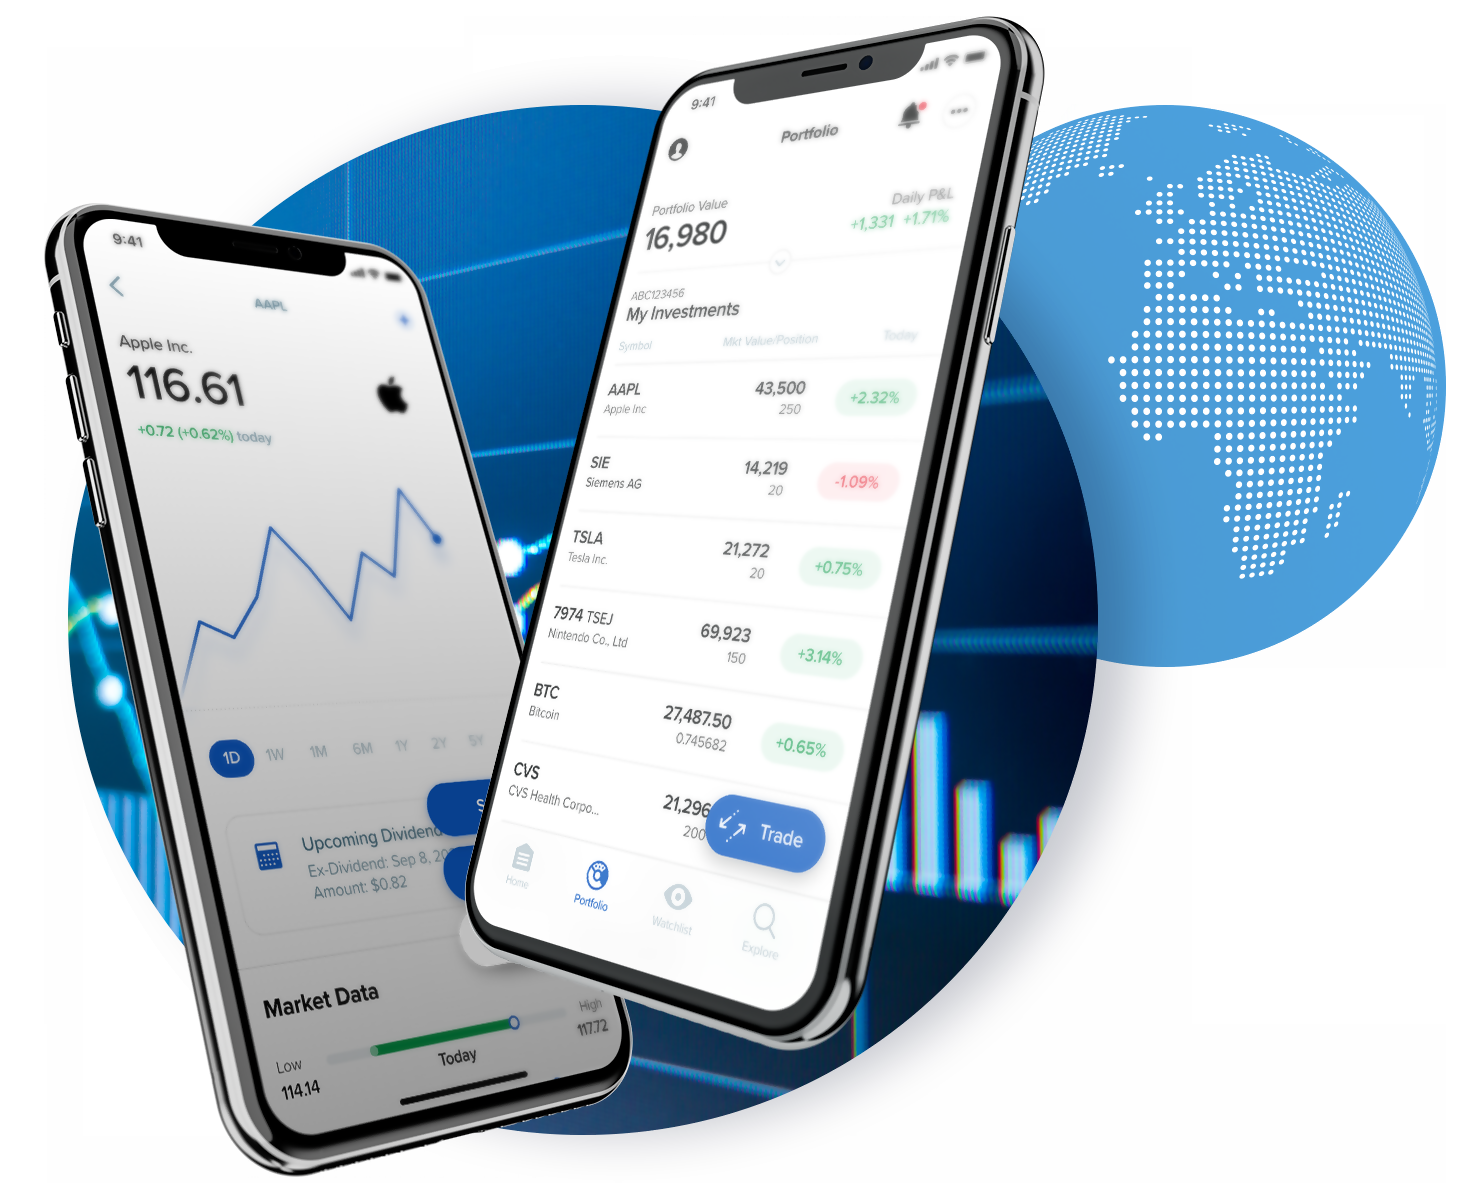 9:41
AAPL
Apple Inc.
116.61
+0.72 (+0.62%) today
1D 1W 1M 6M 1Y 2Y 5Y
Upcoming Dividend
Ex-Dividend: Sep 8, 20
Amount: $0.82
Market Data
High
117.72
Low
114.14
Today
9:41
Portfolio
Portfolio Value
16,980
Daily P&L
+1,331 +1.71%
ABC123456
My Investments
Symbol Mkt Value/Position Today
AAPL 43,500 +2.32%
Apple Inc 250
SIE 14,219 -1.09%
Siemens AG 20
TSLA 21,272 +0.75%
Tesla Inc. 20
7974 TSEJ 69,923 +3.14%
Nintendo Co., Ltd 150
BTC 27,487.50 +0.65%
Bitcoin 0.745682
CVS 21,296
CVS Health Corpo... 200
Trade
Home Portfolio Watchlist Explore